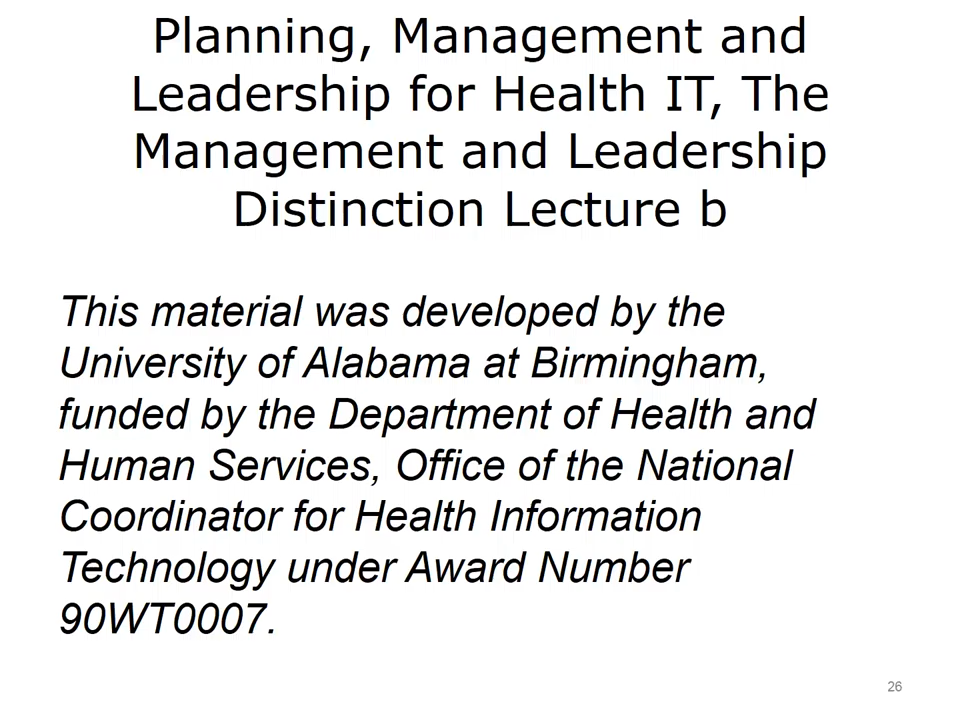 Planning, Management and
Leadership for Health IT, The
Management and Leadership
Distinction Lecture b
This material was developed by the
University of Alabama at Birmingham,
funded by the Department of Health and
Human Services, Office of the National
Coordinator for Health Information
Technology under Award Number
90WT0007.
26